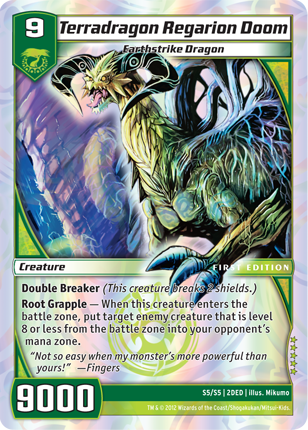 9
Terradragon Regarion Doom
Earthstrike Dragon
Creature
FIRST EDITION
Double Breaker (This creature breaks 2 shields.)
Root Grapple — When this creature enters the
battle zone, put target enemy creature that is level
8 or less from the battle zone into your opponent's
mana zone.
"Not so easy when my monster's more powerful than
yours!" —Fingers
9000
S5/S5 | 2DED | illus. Mikumo
TM & © 2012 Wizards of the Coast/Shogakukan/Mitsui-Kids.